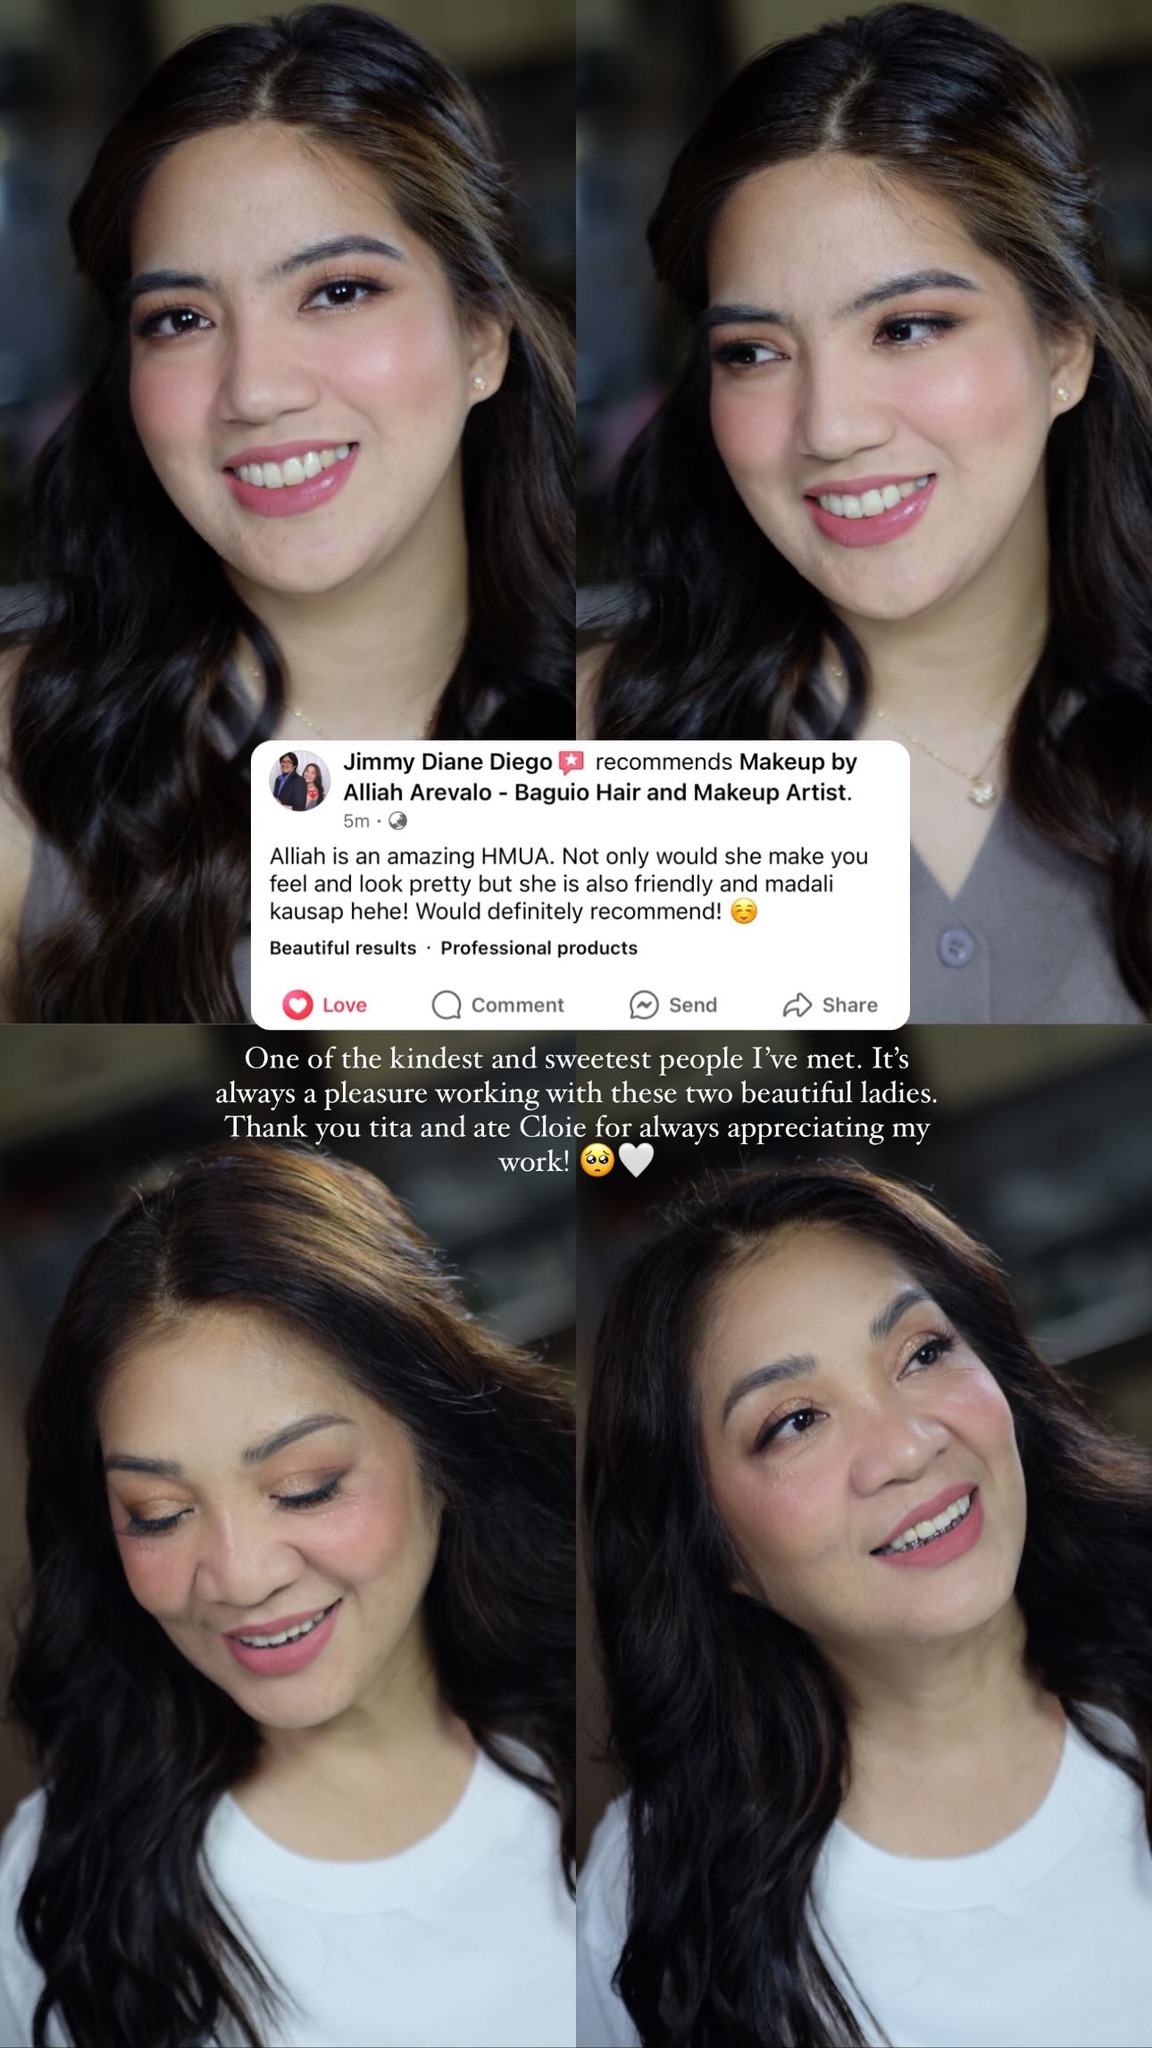 Jimmy Diane Diego recommends Makeup by
Alliah Arevalo - Baguio Hair and Makeup Artist.
5m ·
Alliah is an amazing HMUA. Not only would she make you
feel and look pretty but she is also friendly and madali
kausap hehe! Would definitely recommend! ☺️
Beautiful results · Professional products
Love Comment Send Share
One of the kindest and sweetest people I’ve met. It’s
always a pleasure working with these two beautiful ladies.
Thank you tita and ate Cloie for always appreciating my
work! 🥺🤍